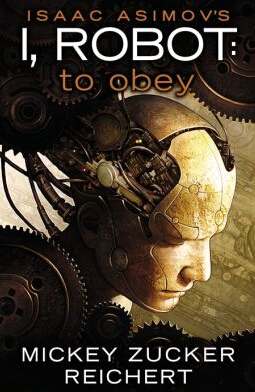 ISAAC ASIMOV'S
I, ROBOT:
to obey
MICKEY ZUCKER
REICHERT